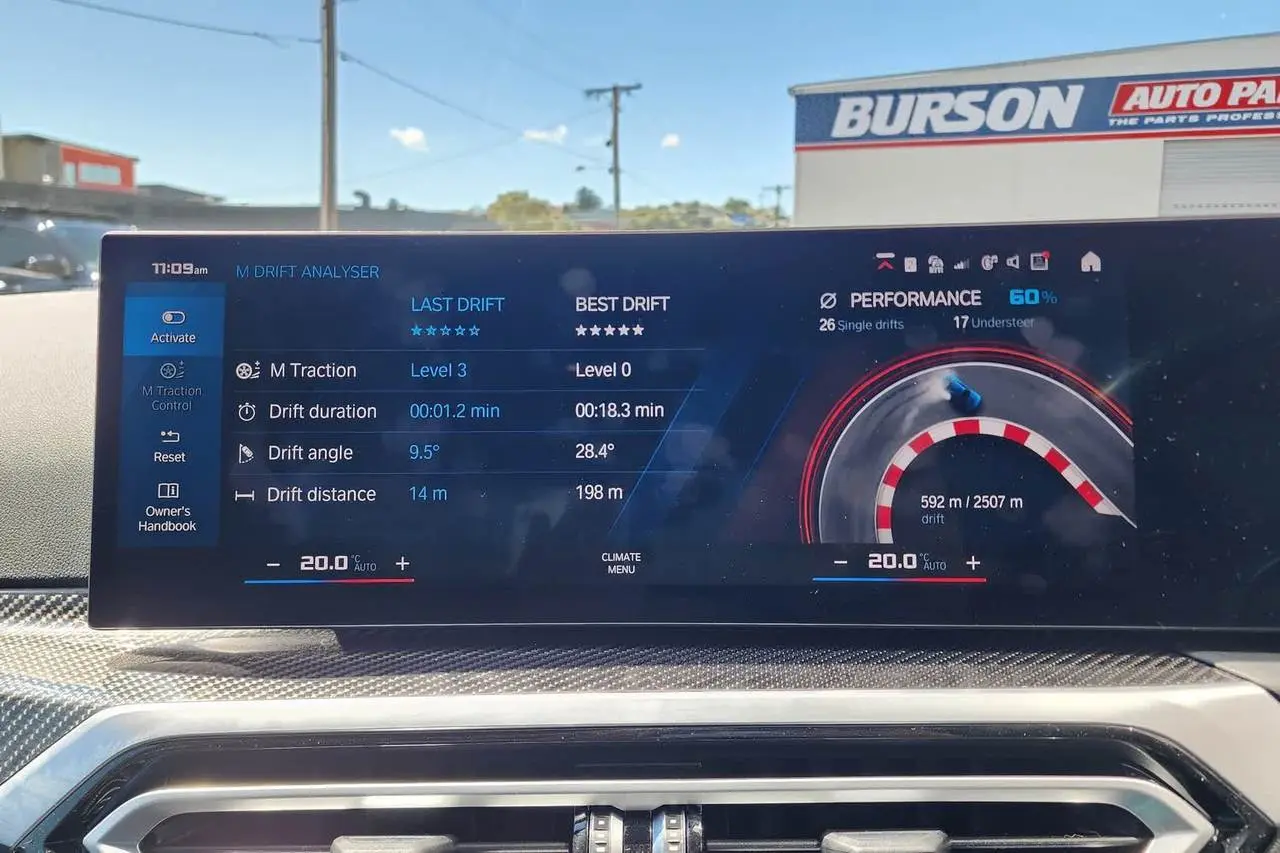 BURSON
AUTO PA
THE PARTS PROFES
11:09am
M DRIFT ANALYSER
Activate
M Traction
Control
Reset
Owner's
Handbook
LAST DRIFT BEST DRIFT
M Traction Level 3 Level 0
Drift duration 00:01.2 min 00:18.3 min
Drift angle 9.5° 28.4°
Drift distance 14 m 198 m
Ø PERFORMANCE 60%
26 Single drifts 17 Understeer
592 m / 2507 m
drift
− 20.0 °C AUTO +
CLIMATE
MENU
− 20.0 °C AUTO +